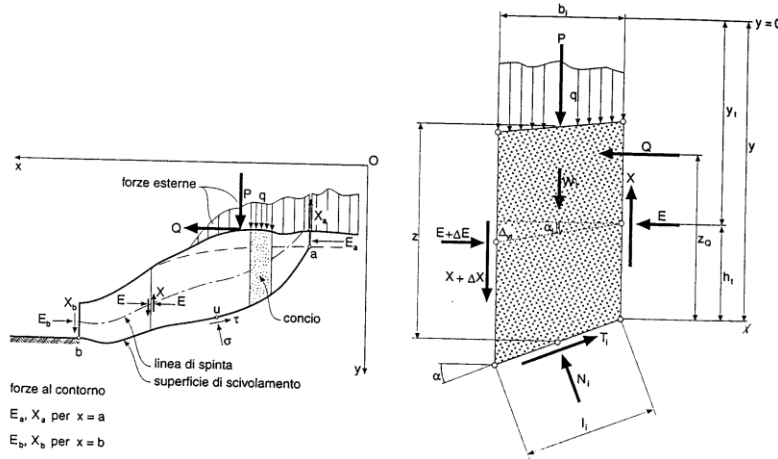 O
x
forze esterne
P
q
X_a
Q
E_a
a
X
E
E
X_b
E_b
b
u
τ
σ
concio
linea di spinta
superficie di scivolamento
y
forze al contorno
E_a, X_a per x = a
E_b, X_b per x = b
b_i
y = 0
P
q
y_t
y
Q
W_i
X
E
E+ΔE
α_t
z
z_Q
h_t
X + ΔX
T_i
α
N_i
l_i